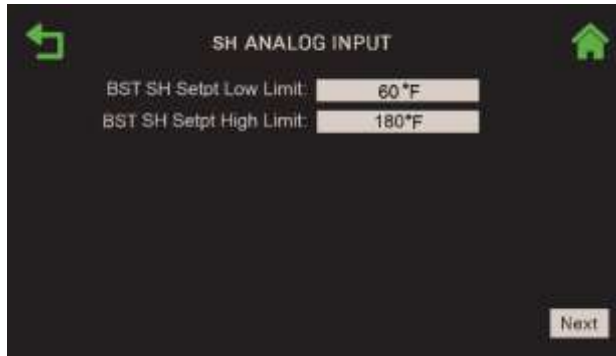 SH ANALOG INPUT
BST SH Setpt Low Limit: 60°F
BST SH Setpt High Limit: 180°F
Next